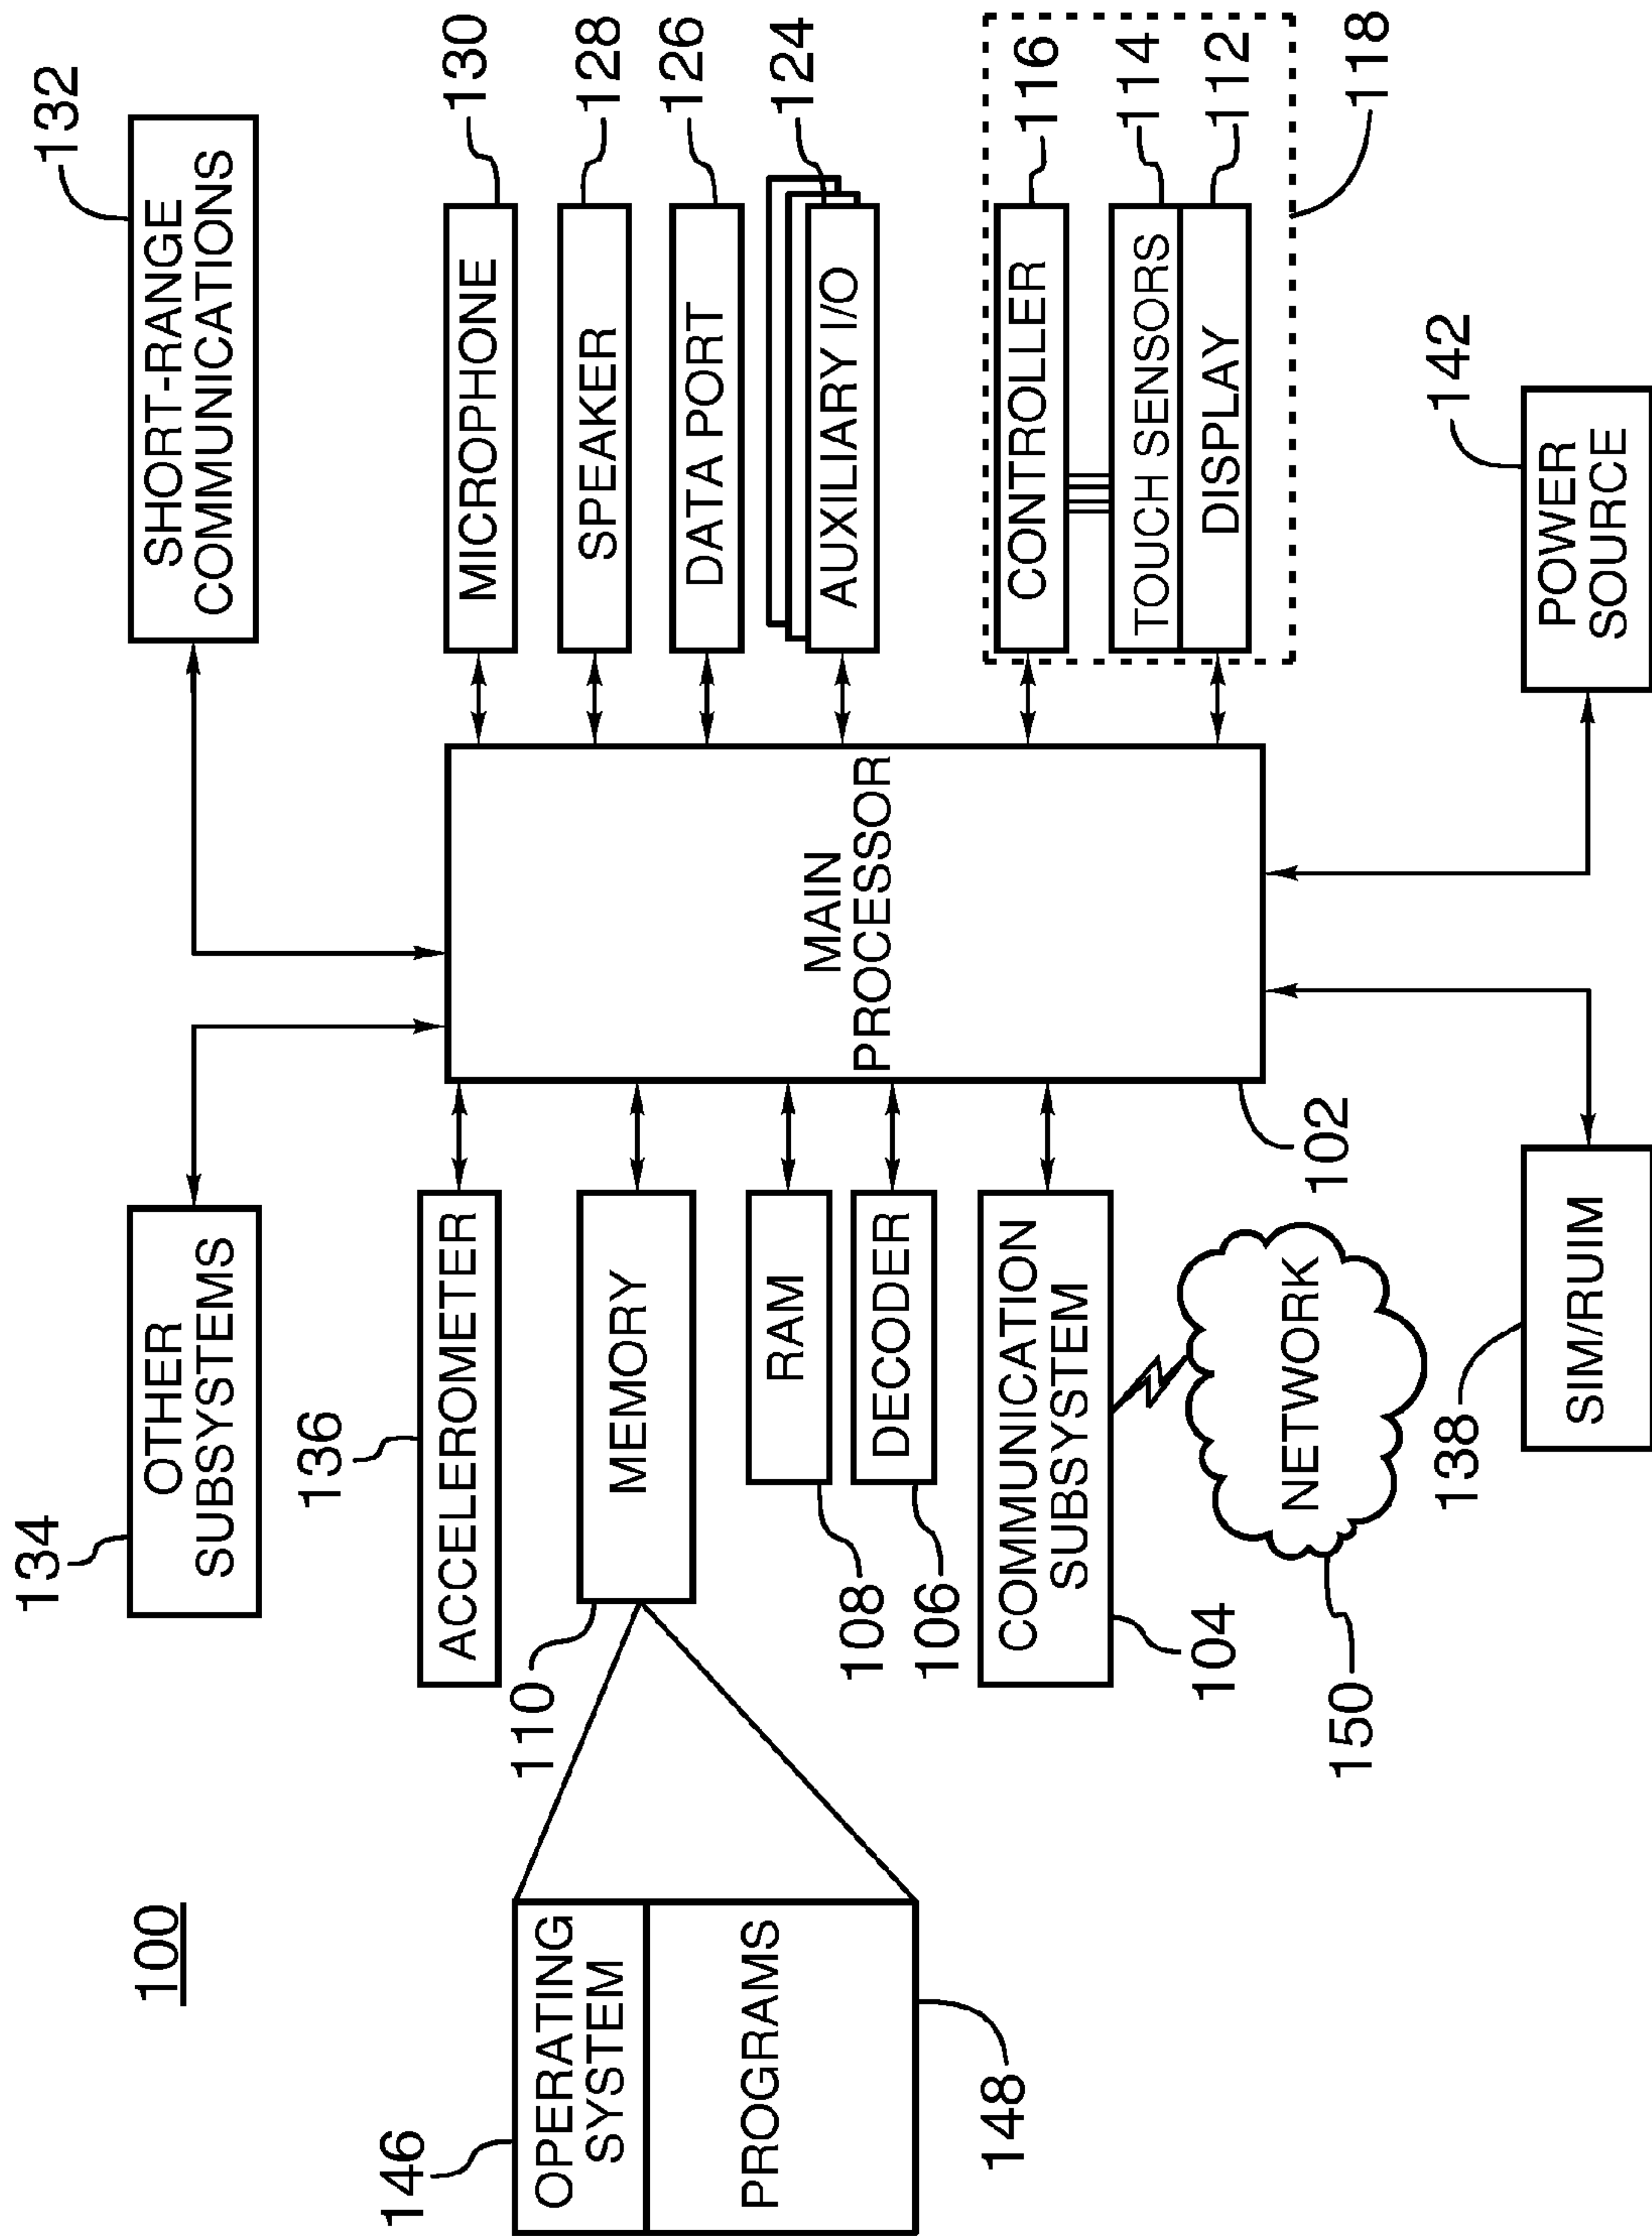 100
134
OTHER
SUBSYSTEMS
132
SHORT-RANGE
COMMUNICATIONS
146
OPERATING
SYSTEM
PROGRAMS
148
136
ACCELEROMETER
110
MEMORY
108
RAM
106
DECODER
COMMUNICATION
SUBSYSTEM
104
NETWORK
150
MAIN
PROCESSOR
102
MICROPHONE
130
SPEAKER
128
DATA PORT
126
AUXILIARY I/O
124
CONTROLLER
116
TOUCH SENSORS
114
DISPLAY
112
118
138
SIM/RUIM
142
POWER
SOURCE